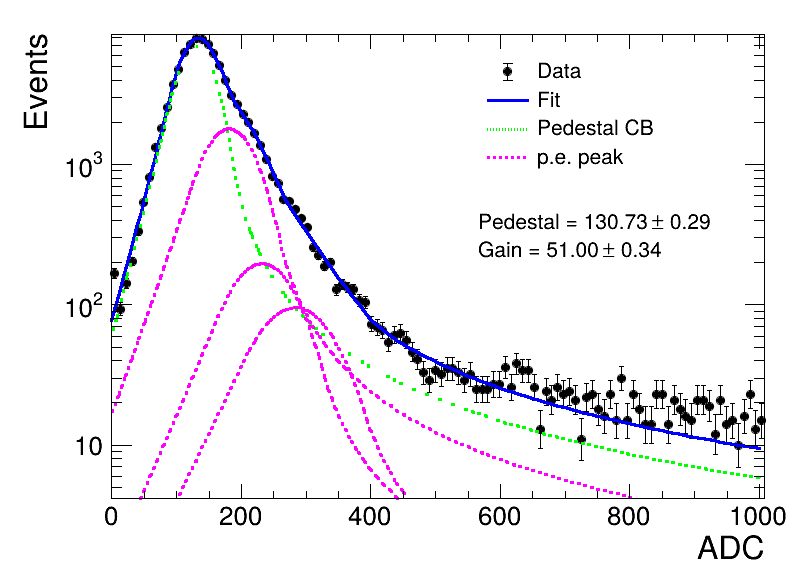 Events
Data
Fit
Pedestal CB
p.e. peak
Pedestal = 130.73 ± 0.29
Gain = 51.00 ± 0.34
10³
10²
10
0 200 400 600 800 1000
ADC